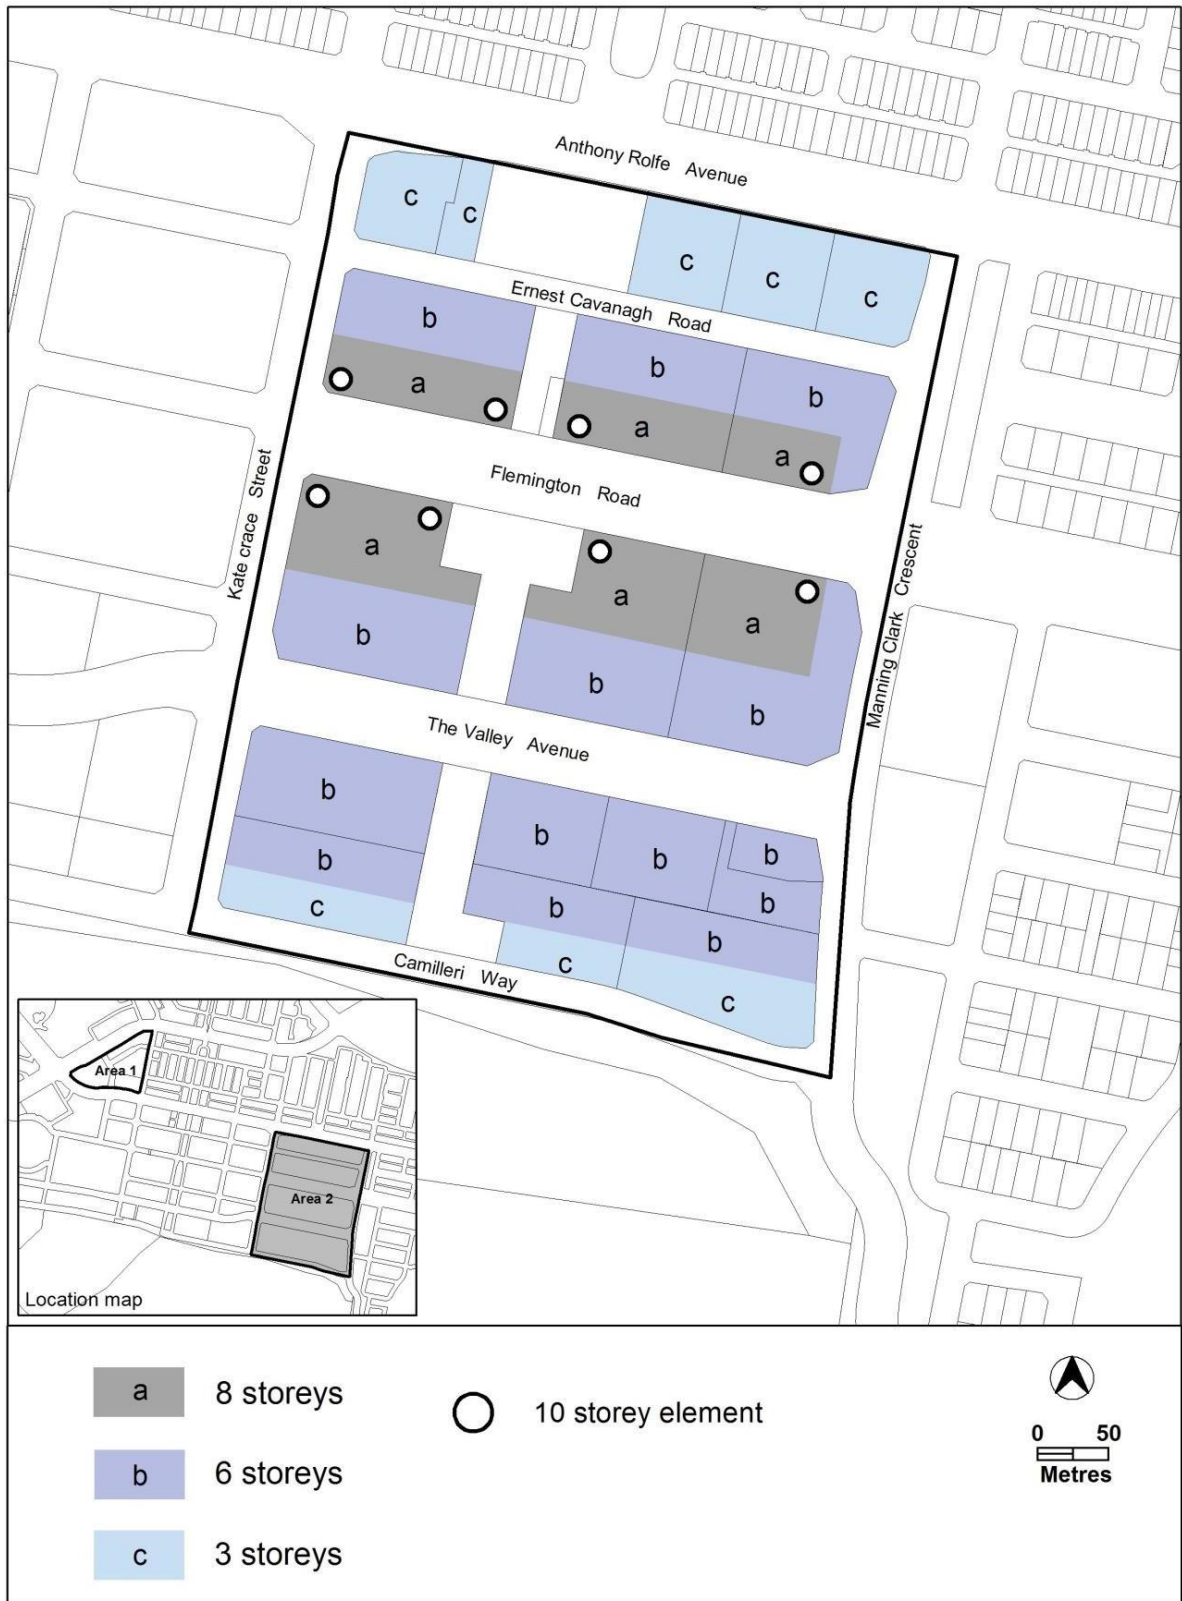 Anthony Rolfe Avenue
c
c
c
c
c
Ernest Cavanagh Road
b
b
b
a
a
a
Flemington Road
Kate crace Street
Manning Clark Crescent
a
a
a
b
b
b
The Valley Avenue
b
b
b
b
b
b
b
b
c
c
c
Camilleri Way
Area 1
Area 2
Location map
a 8 storeys
10 storey element
b 6 storeys
c 3 storeys
0 50
Metres